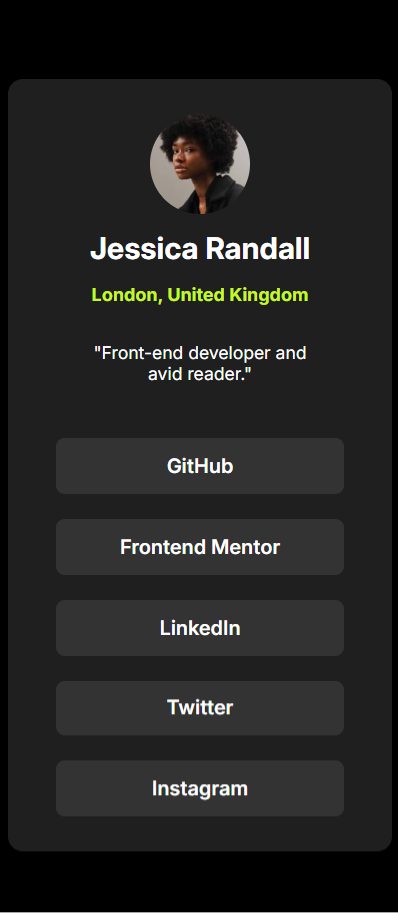 Jessica Randall
London, United Kingdom
"Front-end developer and
avid reader."
GitHub
Frontend Mentor
LinkedIn
Twitter
Instagram